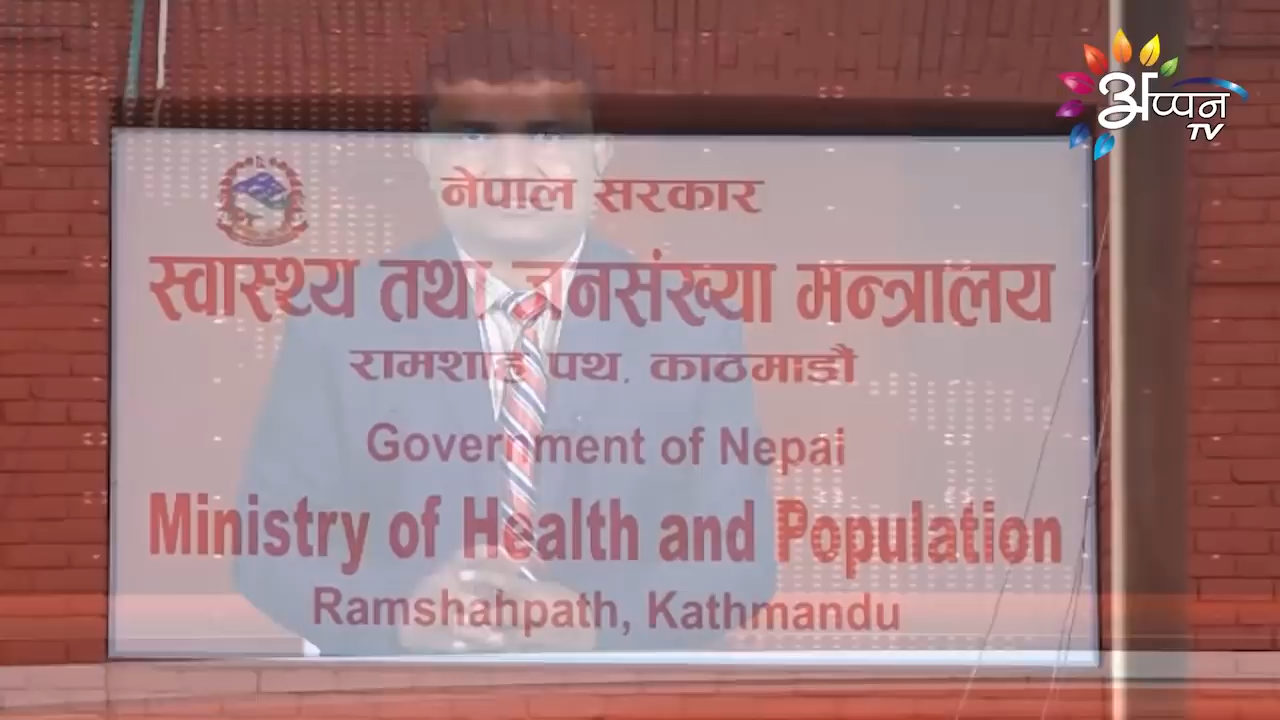 अप्पन
TV
नेपाल सरकार
स्वास्थ्य तथा जनसंख्या मन्त्रालय
रामशाह पथ, काठमाडौं
Government of Nepal
Ministry of Health and Population
Ramshahpath, Kathmandu